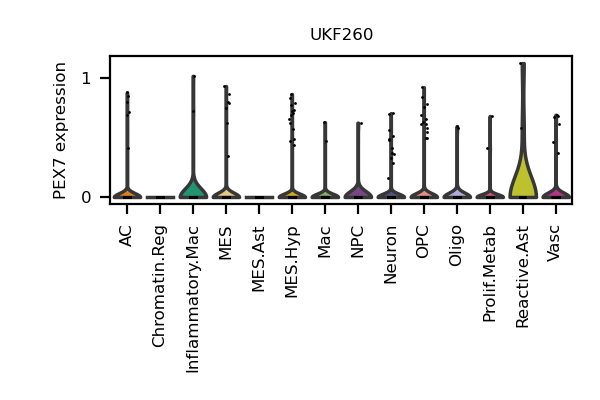 UKF260
PEX7 expression
1
0
AC
Chromatin.Reg
Inflammatory.Mac
MES
MES.Ast
MES.Hyp
Mac
NPC
Neuron
OPC
Oligo
Prolif.Metab
Reactive.Ast
Vasc